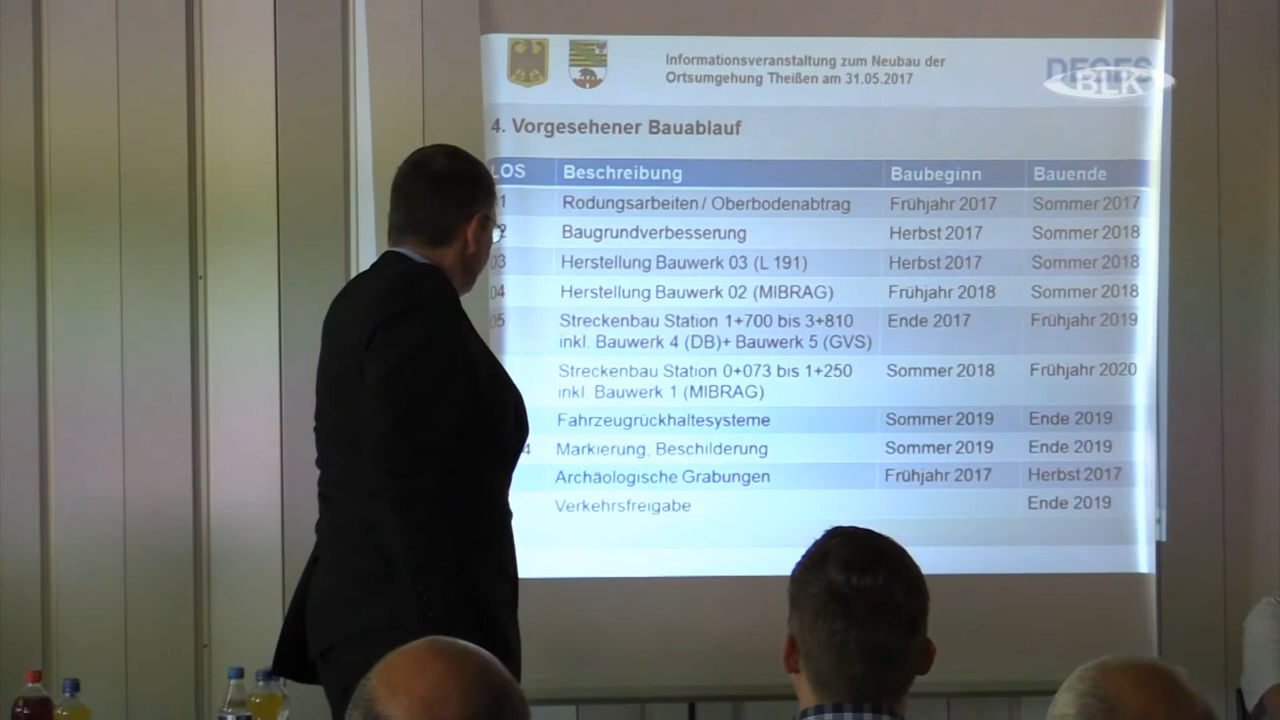 Informationsveranstaltung zum Neubau der
Ortsumgehung Theißen am 31.05.2017
DEGES
BLK
4. Vorgesehener Bauablauf
LOS Beschreibung Baubeginn Bauende
01 Rodungsarbeiten / Oberbodenabtrag Frühjahr 2017 Sommer 2017
02 Baugrundverbesserung Herbst 2017 Sommer 2018
03 Herstellung Bauwerk 03 (L 191) Herbst 2017 Sommer 2018
04 Herstellung Bauwerk 02 (MIBRAG) Frühjahr 2018 Sommer 2018
05 Streckenbau Station 1+700 bis 3+810 Ende 2017 Frühjahr 2019
inkl. Bauwerk 4 (DB)+ Bauwerk 5 (GVS)
Streckenbau Station 0+073 bis 1+250 Sommer 2018 Frühjahr 2020
inkl. Bauwerk 1 (MIBRAG)
Fahrzeugrückhaltesysteme Sommer 2019 Ende 2019
4 Markierung, Beschilderung Sommer 2019 Ende 2019
Archäologische Grabungen Frühjahr 2017 Herbst 2017
Verkehrsfreigabe Ende 2019